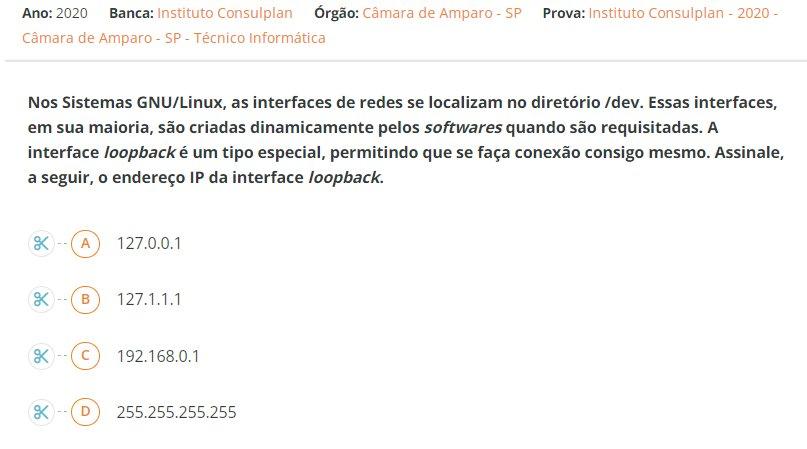 Ano: 2020 Banca: Instituto Consulplan Órgão: Câmara de Amparo - SP Prova: Instituto Consulplan - 2020 -
Câmara de Amparo - SP - Técnico Informática
Nos Sistemas GNU/Linux, as interfaces de redes se localizam no diretório /dev. Essas interfaces,
em sua maioria, são criadas dinamicamente pelos softwares quando são requisitadas. A
interface loopback é um tipo especial, permitindo que se faça conexão consigo mesmo. Assinale,
a seguir, o endereço IP da interface loopback.
A 127.0.0.1
B 127.1.1.1
C 192.168.0.1
D 255.255.255.255